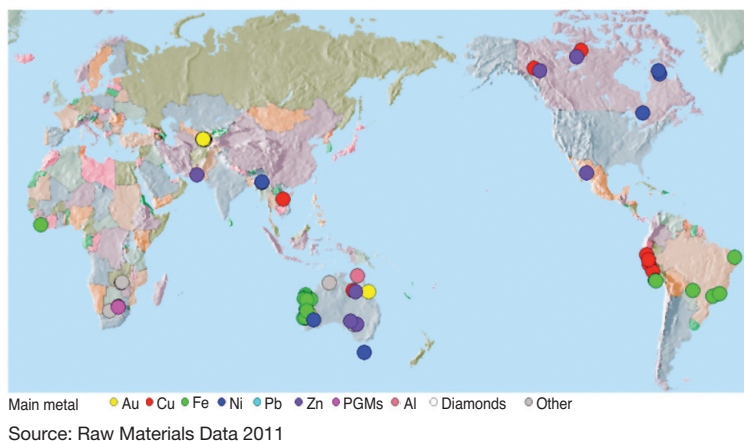 Main metal Au Cu Fe Ni Pb Zn PGMs Al Diamonds Other
Source: Raw Materials Data 2011